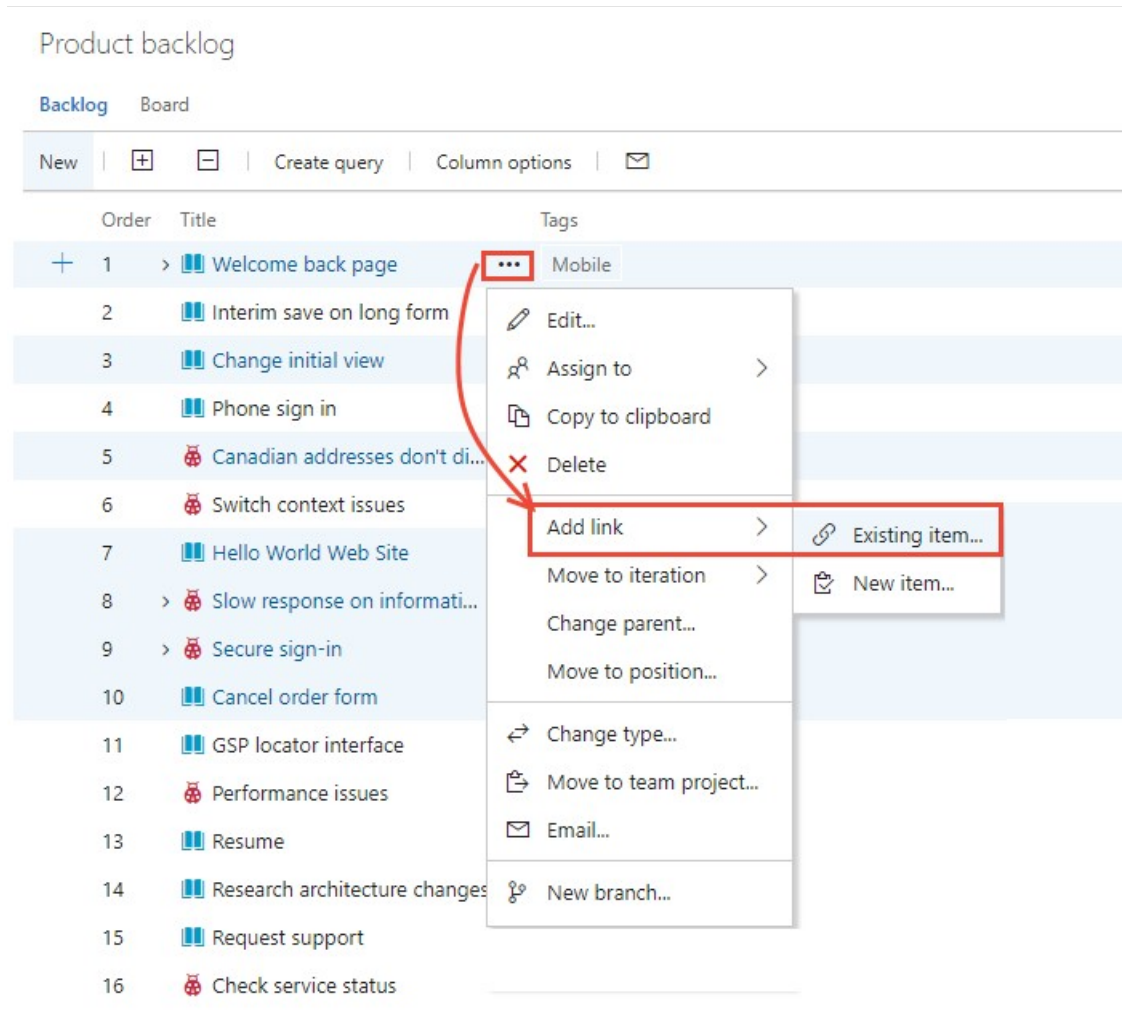 Product backlog
Backlog Board
New Create query Column options
Order Title Tags
1 Welcome back page ... Mobile
2 Interim save on long form
Edit...
3 Change initial view
Assign to
4 Phone sign in
Copy to clipboard
5 Canadian addresses don't di...
Delete
6 Switch context issues
Add link Existing item...
7 Hello World Web Site
Move to iteration New item...
8 Slow response on informati...
Change parent...
9 Secure sign-in
Move to position...
10 Cancel order form
Change type...
11 GSP locator interface
Move to team project...
12 Performance issues
Email...
13 Resume
14 Research architecture changes
New branch...
15 Request support
16 Check service status